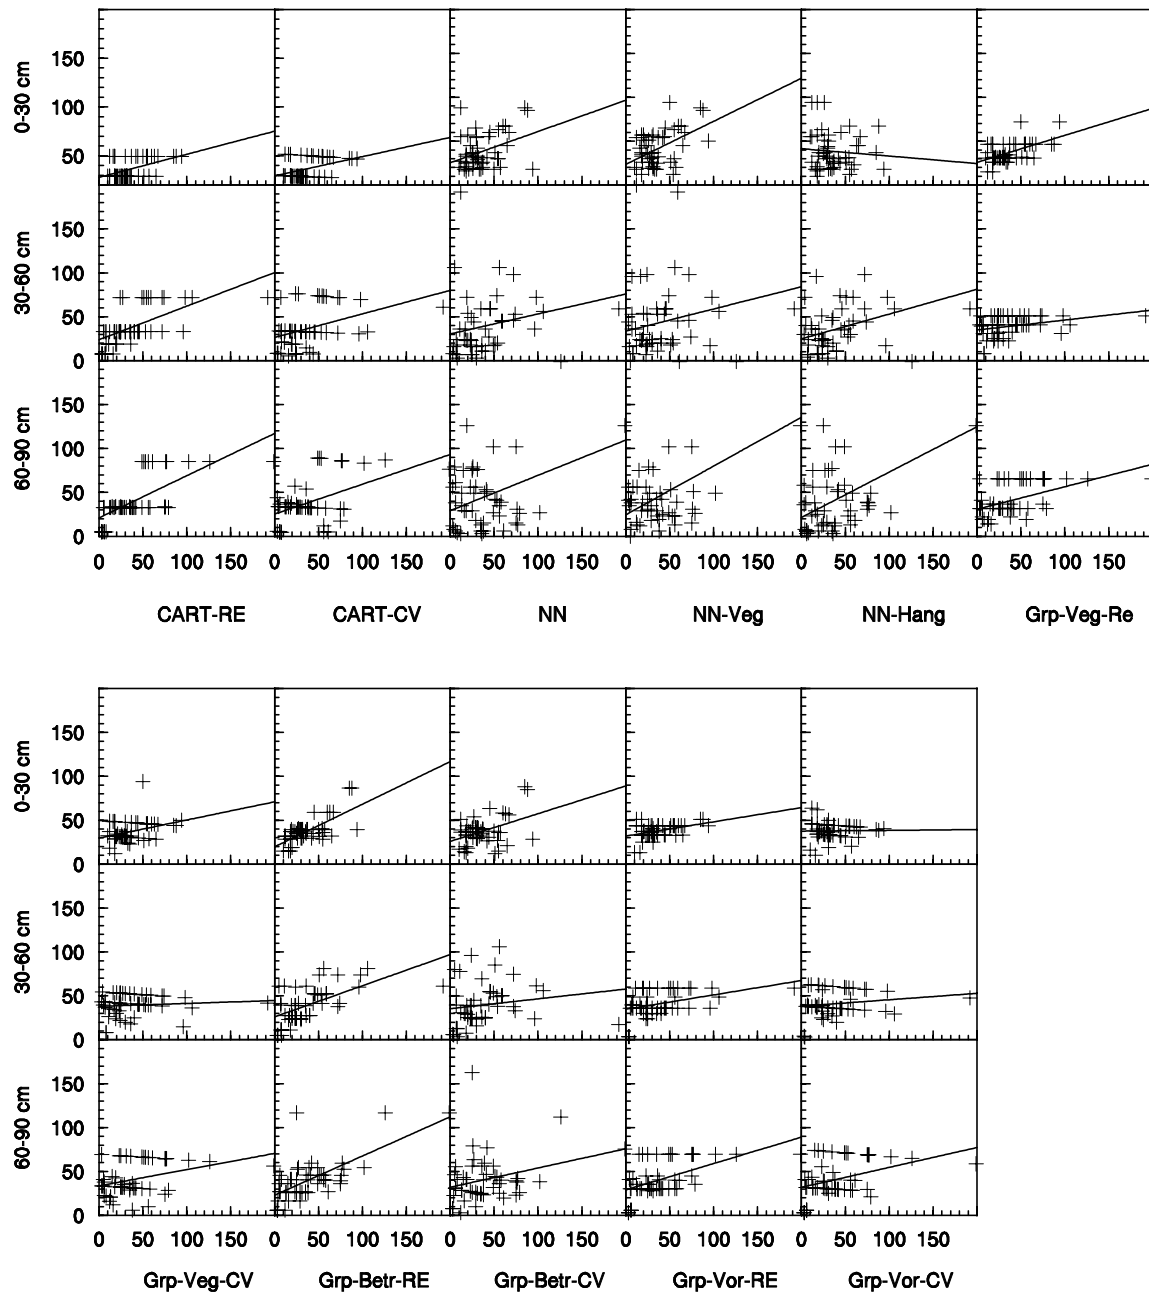 0-30 cm
150
100
50
30-60 cm
150
100
50
0
60-90 cm
150
100
50
0
0 50 100 150 0 50 100 150 0 50 100 150 0 50 100 150 0 50 100 150 0 50 100 150
CART-RE CART-CV NN NN-Veg NN-Hang Grp-Veg-Re
0-30 cm
150
100
50
0
30-60 cm
150
100
50
0
60-90 cm
150
100
50
0
0 50 100 150 0 50 100 150 0 50 100 150 0 50 100 150 0 50 100 150
Grp-Veg-CV Grp-Betr-RE Grp-Betr-CV Grp-Vor-RE Grp-Vor-CV